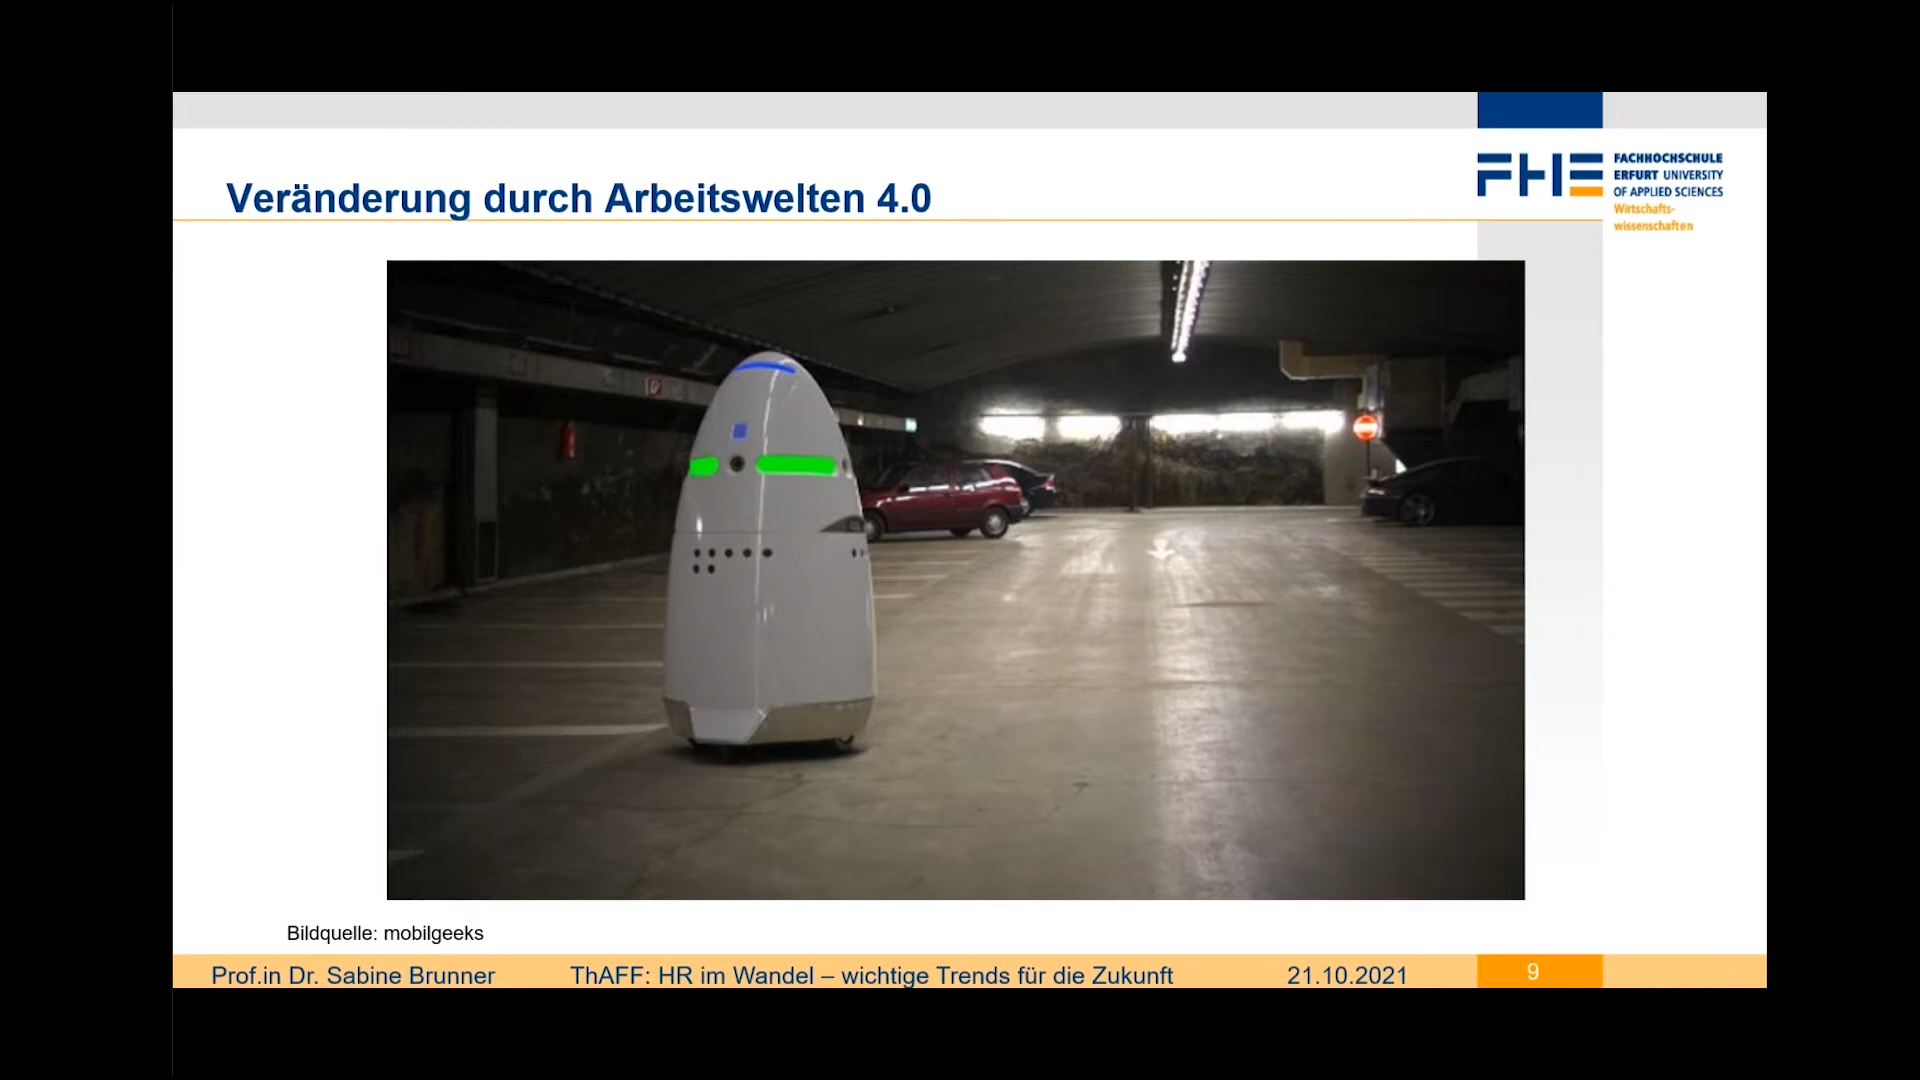 Veränderung durch Arbeitswelten 4.0
FACHHOCHSCHULE
ERFURT UNIVERSITY
OF APPLIED SCIENCES
Wirtschafts-
wissenschaften
Bildquelle: mobilgeeks
Prof.in Dr. Sabine Brunner ThAFF: HR im Wandel – wichtige Trends für die Zukunft 21.10.2021 9